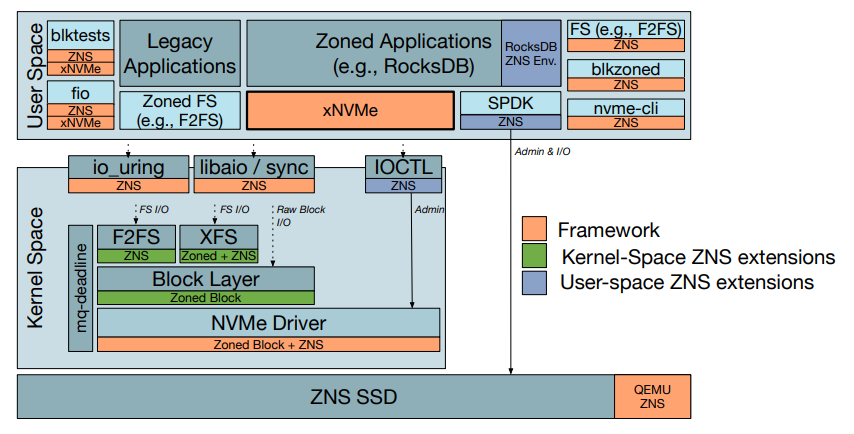 User Space
blktests
ZNS
xNVMe
fio
ZNS
xNVMe
Legacy
Applications
Zoned FS
(e.g., F2FS)
Zoned Applications
(e.g., RocksDB)
RocksDB
ZNS Env.
xNVMe
SPDK
ZNS
FS (e.g., F2FS)
ZNS
blkzoned
ZNS
nvme-cli
ZNS
Kernel Space
io_uring
ZNS
libaio / sync
ZNS
IOCTL
ZNS
Admin & I/O
FS I/O
FS I/O
Raw Block
I/O
Admin
mq-deadline
F2FS
ZNS
XFS
Zoned + ZNS
Block Layer
Zoned Block
NVMe Driver
Zoned Block + ZNS
Framework
Kernel-Space ZNS extensions
User-space ZNS extensions
ZNS SSD
QEMU
ZNS